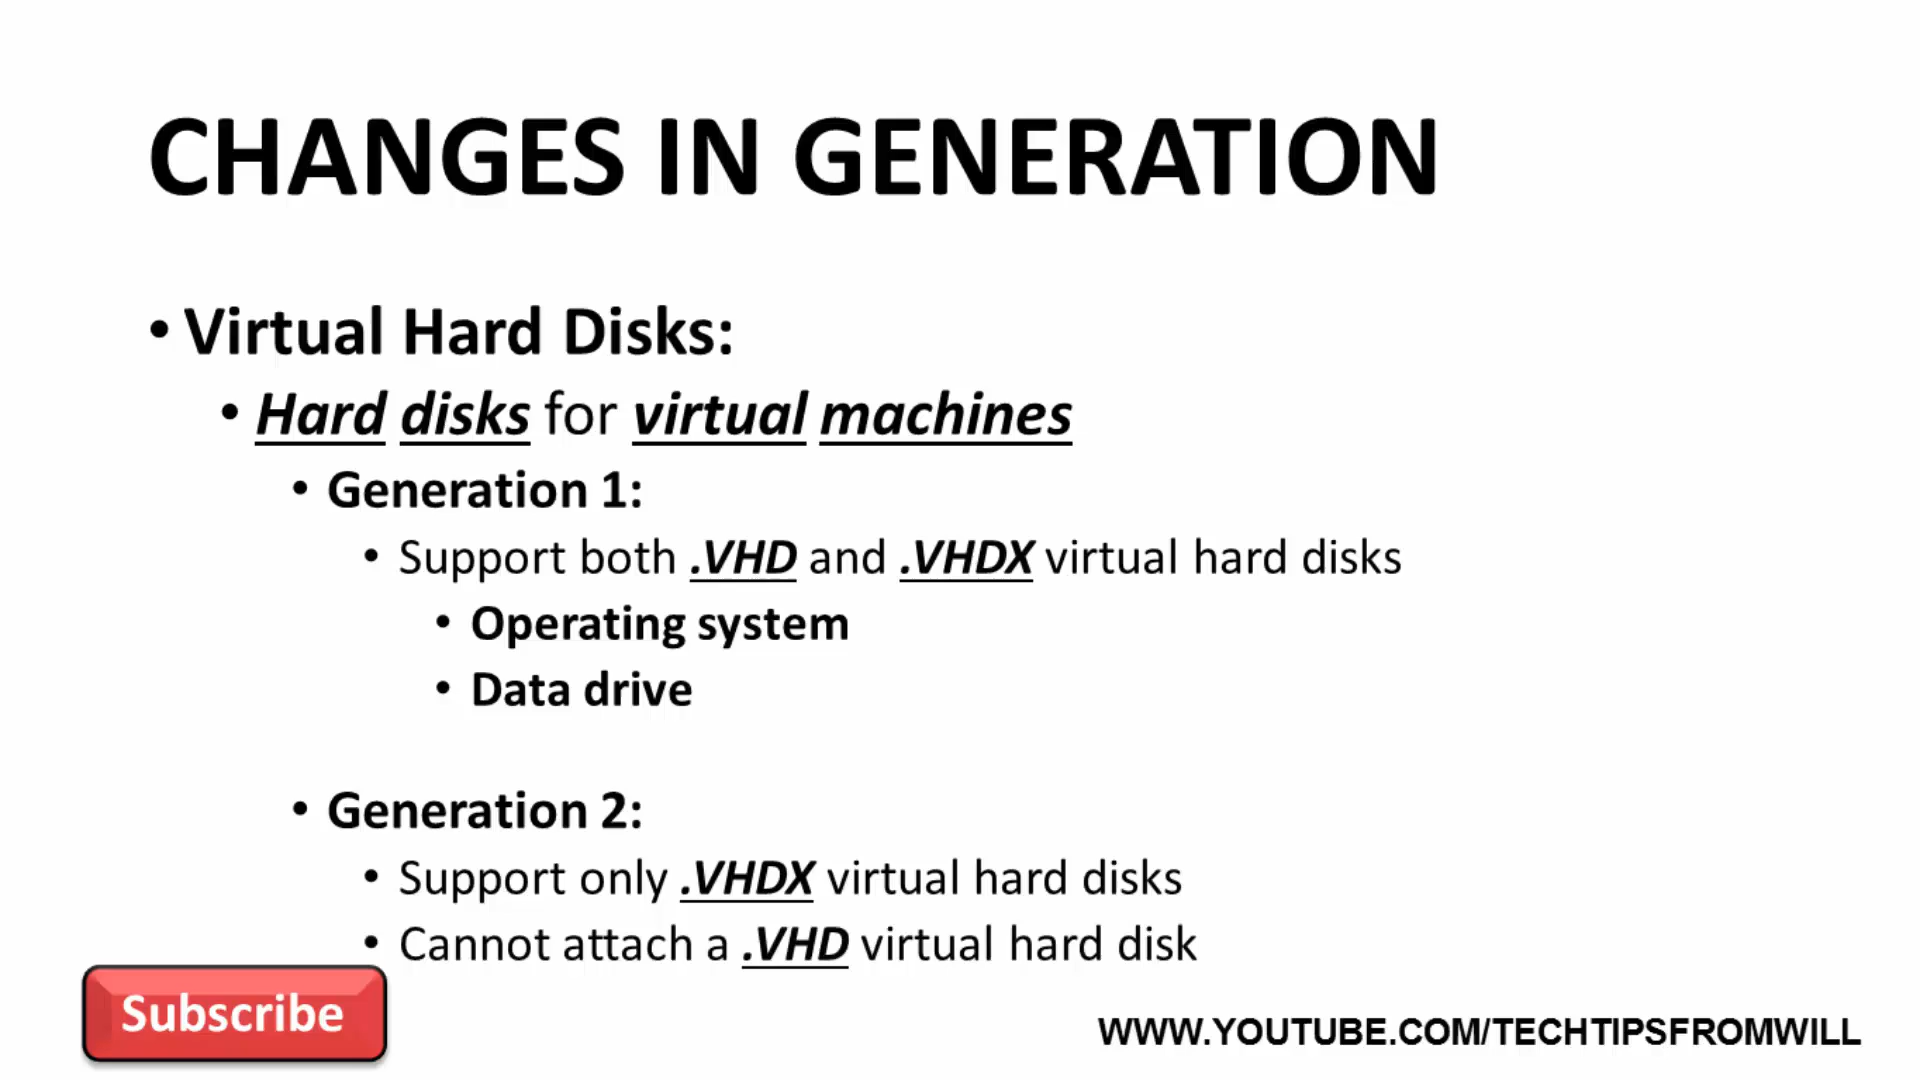 CHANGES IN GENERATION
• Virtual Hard Disks:
• Hard disks for virtual machines
• Generation 1:
• Support both .VHD and .VHDX virtual hard disks
• Operating system
• Data drive
• Generation 2:
• Support only .VHDX virtual hard disks
• Cannot attach a .VHD virtual hard disk
Subscribe
WWW.YOUTUBE.COM/TECHTIPSFROMWILL